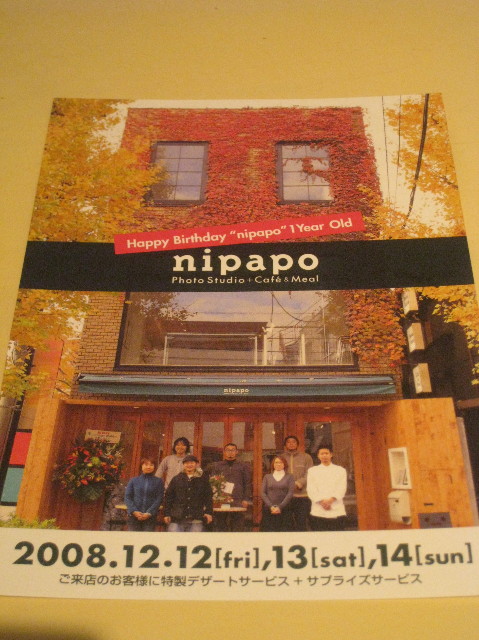 Happy Birthday "nipapo" 1Year Old
nipapo
Photo Studio + Café & Meal
nipapo
2008.12.12[fri],13[sat],14[sun]
ご来店のお客様に特製デザートサービス + サプライズサービス